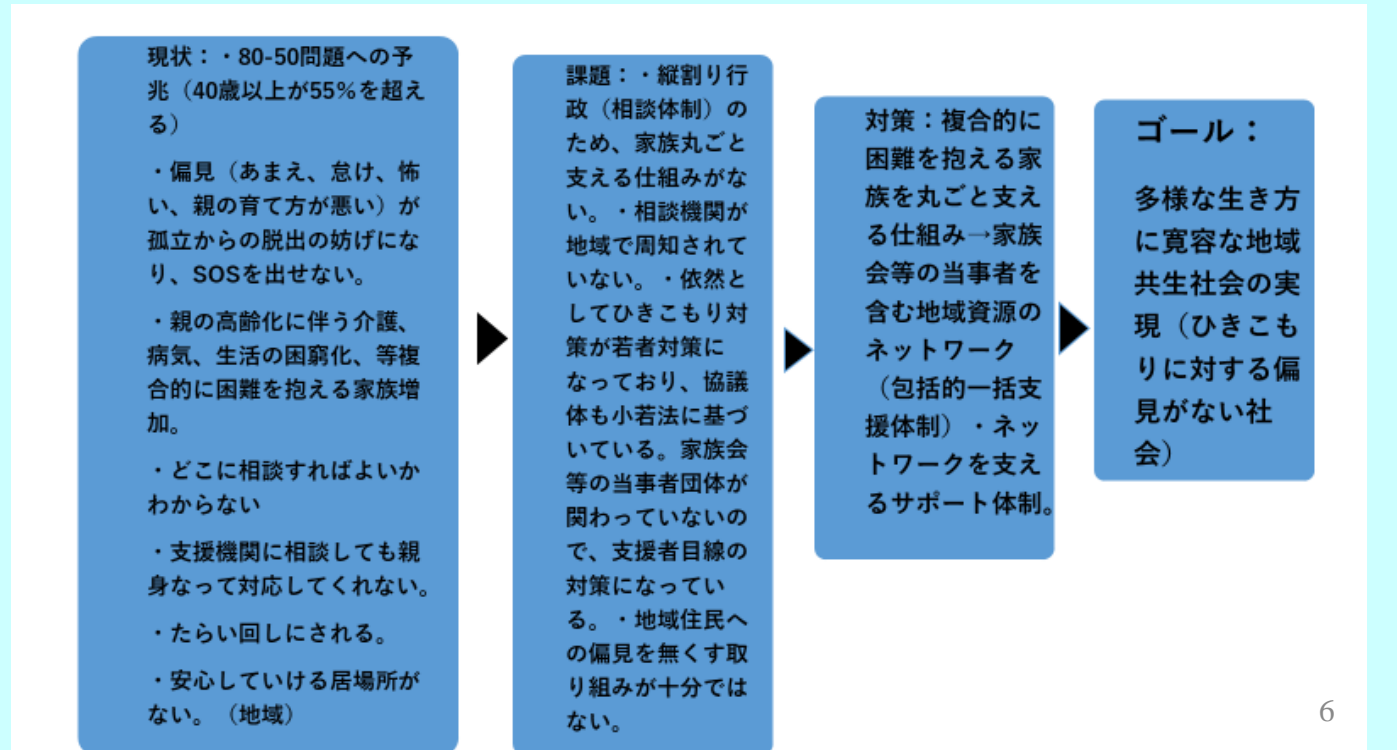 現状：・80-50問題への予
兆（40歳以上が55%を超え
る）
・偏見（あまえ、怠け、怖
い、親の育て方が悪い）が
孤立からの脱出の妨げにな
り、SOSを出せない。
・親の高齢化に伴う介護、
病気、生活の困窮化、等複
合的に困難を抱える家族増
加。
・どこに相談すればよいか
わからない
・支援機関に相談しても親
身なって対応してくれない。
・たらい回しにされる。
・安心していける居場所が
ない。（地域）
課題：・縦割り行
政（相談体制）の
ため、家族丸ごと
支える仕組みがな
い。・相談機関が
地域で周知されて
いない。・依然と
してひきこもり対
策が若者対策に
なっており、協議
体も小若法に基づ
いている。家族会
等の当事者団体が
関わっていないの
で、支援者目線の
対策になってい
る。・地域住民へ
の偏見を無くす取
り組みが十分では
ない。
対策：複合的に
困難を抱える家
族を丸ごと支え
る仕組み→家族
会等の当事者を
含む地域資源の
ネットワーク
（包括的一括支
援体制）・ネッ
トワークを支え
るサポート体制。
ゴール：
多様な生き方
に寛容な地域
共生社会の実
現（ひきこも
りに対する偏
見がない社
会）
6